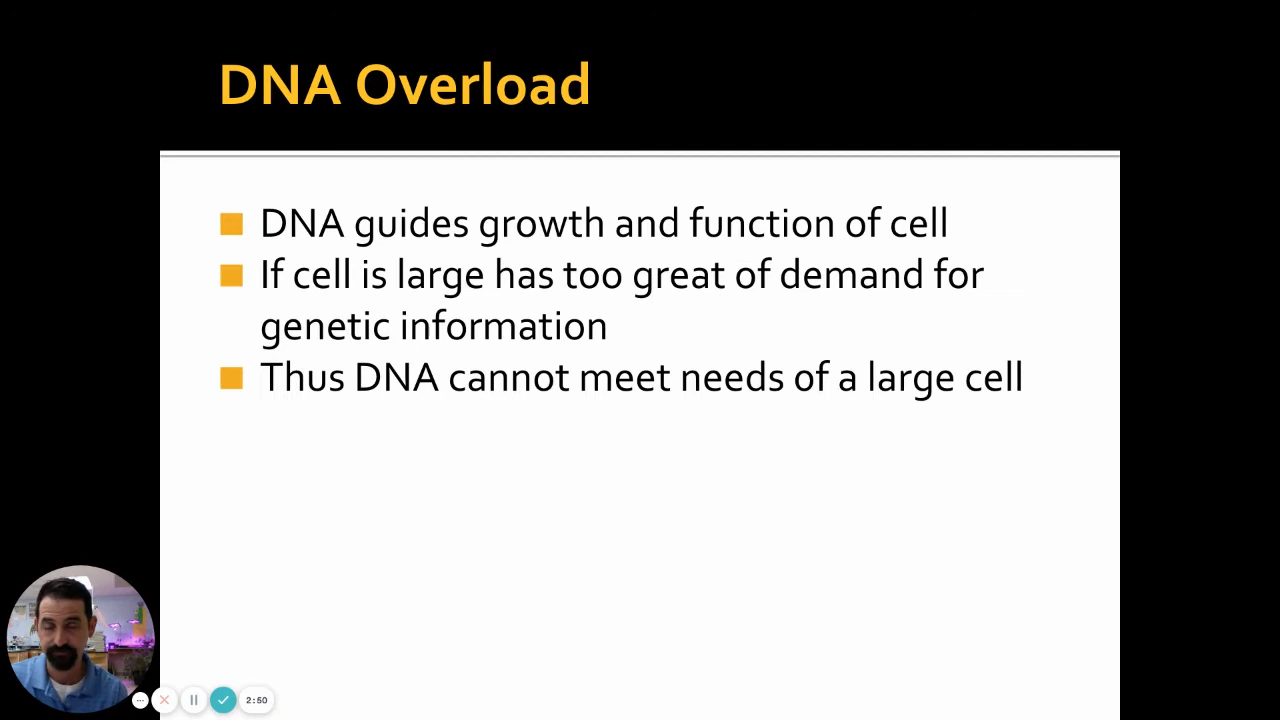 DNA Overload
DNA guides growth and function of cell
If cell is large has too great of demand for
genetic information
Thus DNA cannot meet needs of a large cell
2:50